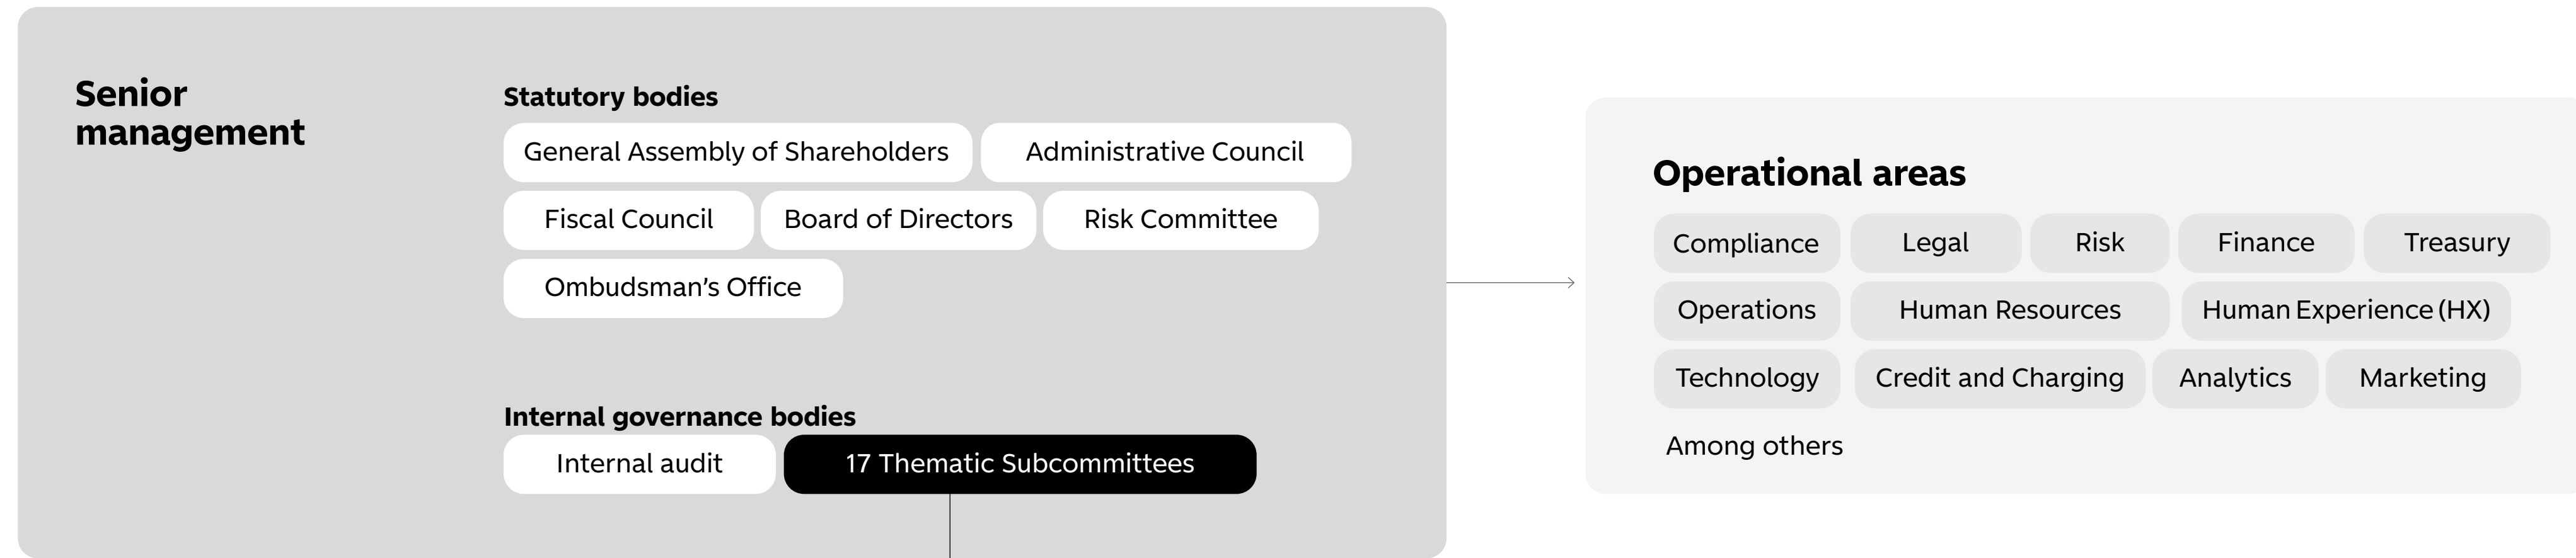 Senior
management
Statutory bodies
General Assembly of Shareholders
Administrative Council
Fiscal Council
Board of Directors
Risk Committee
Ombudsman’s Office
Internal governance bodies
Internal audit
17 Thematic Subcommittees
Operational areas
Compliance
Legal
Risk
Finance
Treasury
Operations
Human Resources
Human Experience (HX)
Technology
Credit and Charging
Analytics
Marketing
Among others